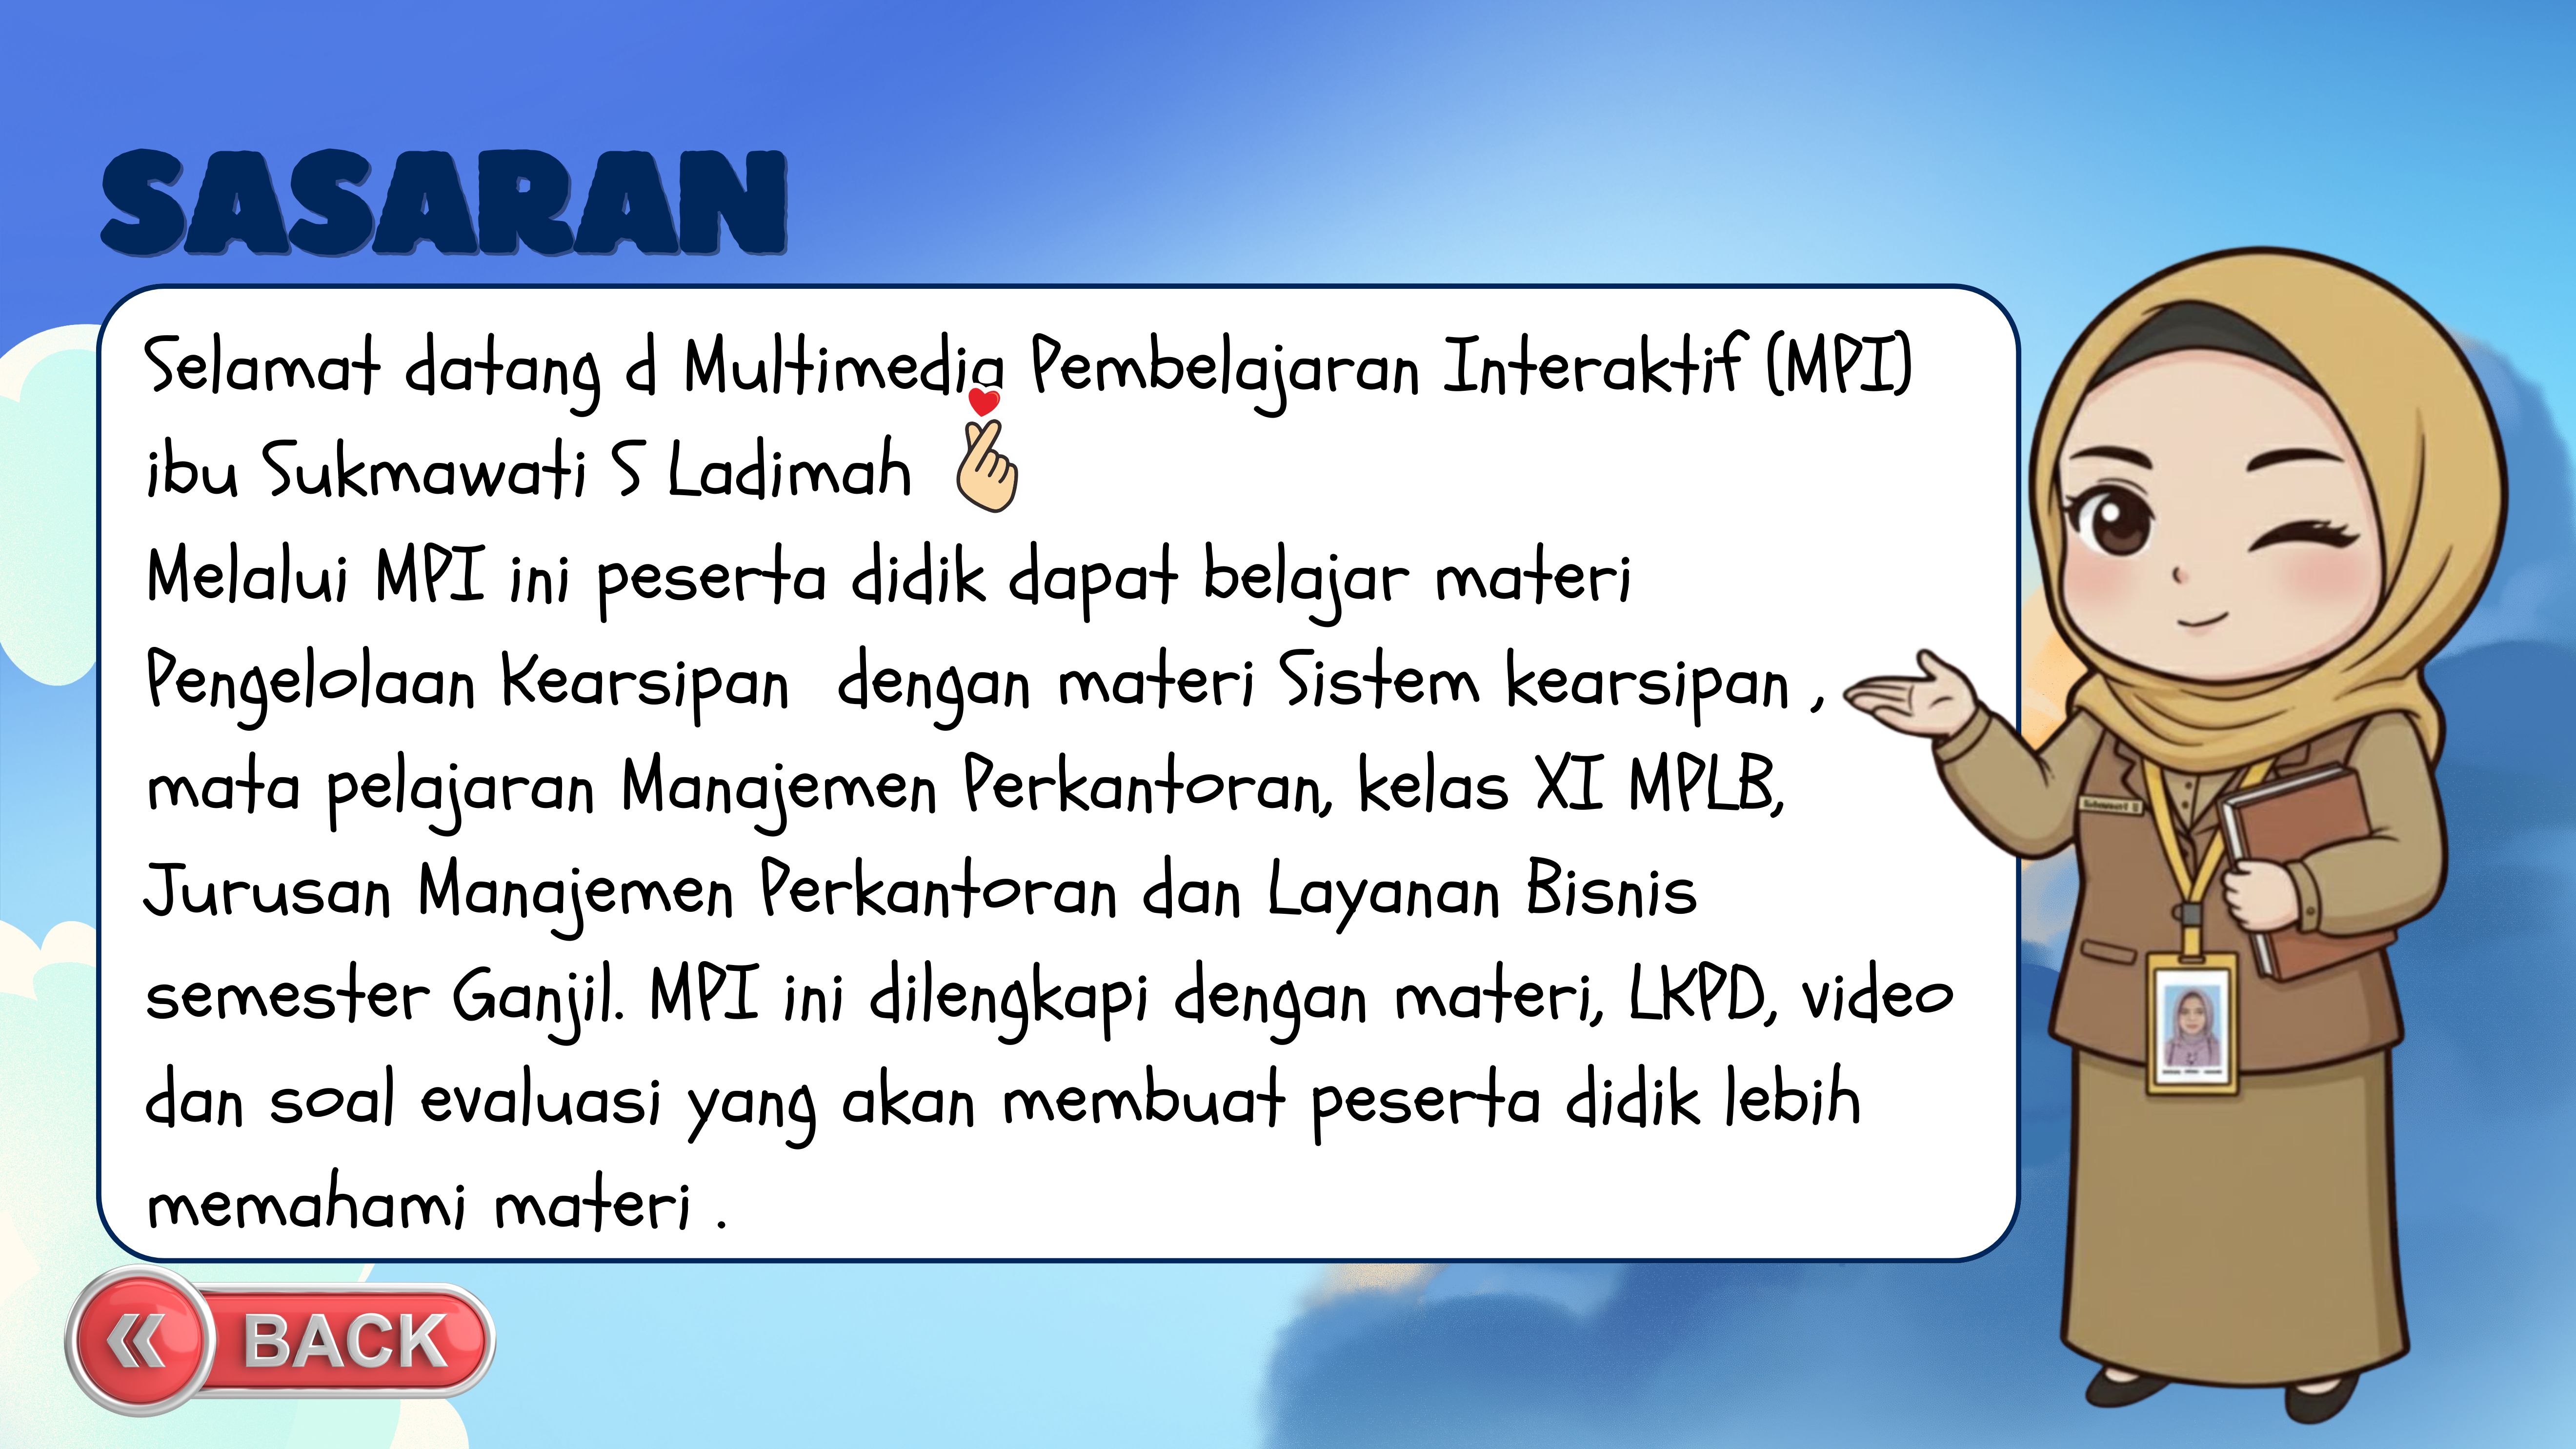 SASARAN
Selamat datang d Multimedia Pembelajaran Interaktif (MPI)
ibu Sukmawati S Ladimah
Melalui MPI ini peserta didik dapat belajar materi
Pengelolaan Kearsipan  dengan materi Sistem kearsipan ,
mata pelajaran Manajemen Perkantoran, kelas XI MPLB,
Jurusan Manajemen Perkantoran dan Layanan Bisnis
semester Ganjil. MPI ini dilengkapi dengan materi, LKPD, video
dan soal evaluasi yang akan membuat peserta didik lebih
memahami materi .
BACK